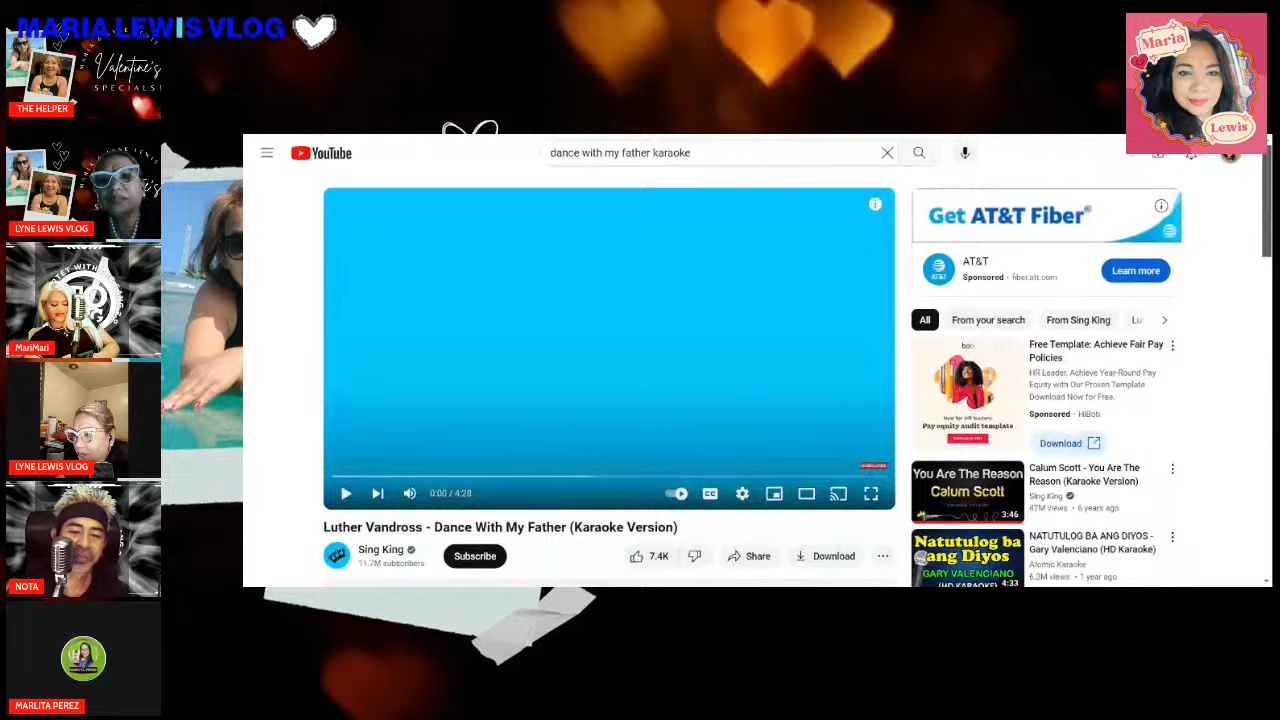 MARIA LEWIS VLOG
Valentine's
SPECIALS!
THE HELPER
LYNE LEWIS VLOG
MariMari
LYNE LEWIS VLOG
NOTA
MARLITA PEREZ
Maria
Lewis
YouTube
dance with my father karaoke
0:00 / 4:28
CC
Luther Vandross - Dance With My Father (Karaoke Version)
Sing King
11.7M subscribers
Subscribe
7.4K
Share
Download
Get AT&T Fiber®
AT&T
Sponsored · fiber.att.com
Learn more
All
From your search
From Sing King
Lu
Free Template: Achieve Fair Pay
Policies
HR Leader, Achieve Year-Round Pay
Equity with Our Proven Template
Download Now for Free.
Sponsored · HiBob
Download
bob
Pay equity audit template
You Are The Reason
Calum Scott
3:46
Calum Scott - You Are The
Reason (Karaoke Version)
Sing King
47M views • 6 years ago
Natutulog ba
ang Diyos
GARY VALENCIANO
(HD KARAOKE)
4:33
NATUTULOG BA ANG DIYOS -
Gary Valenciano (HD Karaoke)
Atomic Karaoke
6.3M views • 1 year ago